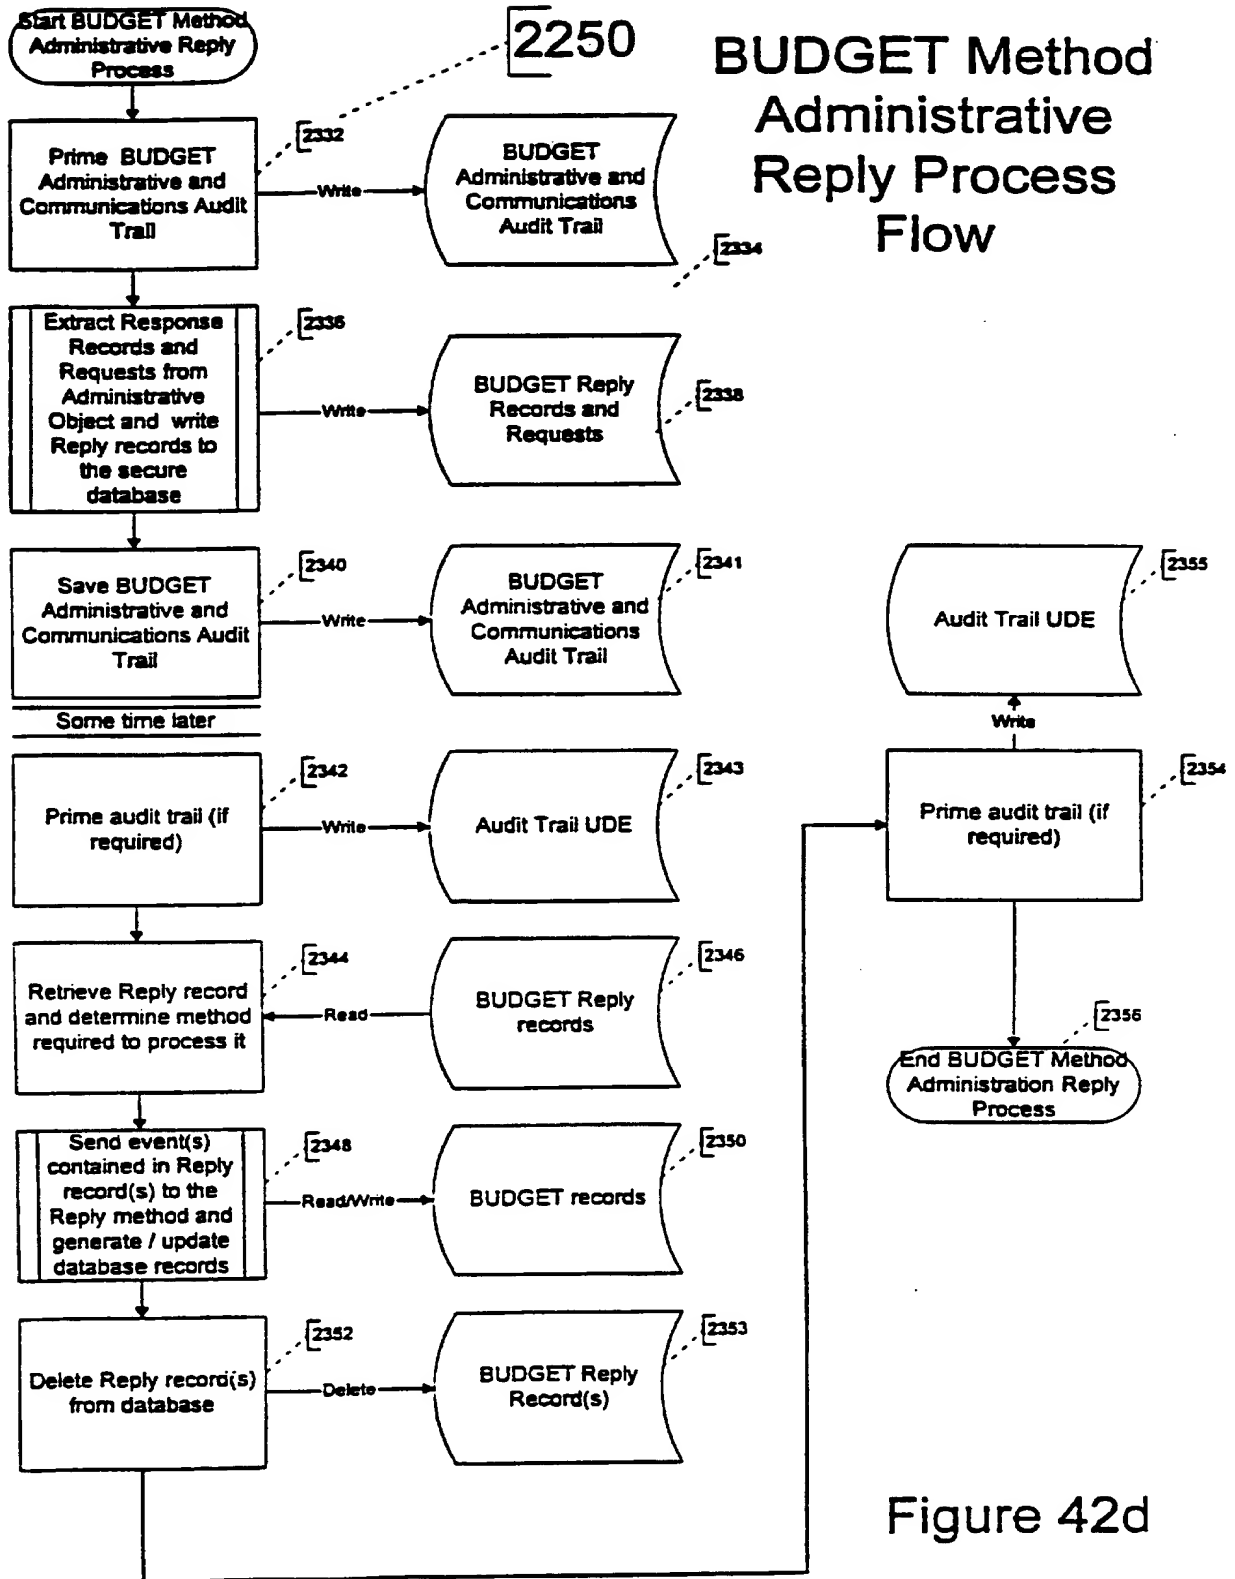 Start BUDGET Method
Administrative Reply
Process
2250
BUDGET Method
Administrative
Reply Process
Flow
Prime BUDGET
Administrative and
Communications Audit
Trail
2332
Write
BUDGET
Administrative and
Communications
Audit Trail
2334
Extract Response
Records and
Requests from
Administrative
Object and write
Reply records to
the secure
database
2336
Write
BUDGET Reply
Records and
Requests
2338
Save BUDGET
Administrative and
Communications Audit
Trail
2340
Write
BUDGET
Administrative and
Communications
Audit Trail
2341
Some time later
Prime audit trail (if
required)
2342
Write
Audit Trail UDE
2343
Retrieve Reply record
and determine method
required to process it
2344
Read
BUDGET Reply
records
2346
Send event(s)
contained in Reply
record(s) to the
Reply method and
generate / update
database records
2348
Read/Write
BUDGET records
2350
Delete Reply record(s)
from database
2352
Delete
BUDGET Reply
Record(s)
2353
Audit Trail UDE
2355
Write
Prime audit trail (if
required)
2354
2356
End BUDGET Method
Administration Reply
Process
Figure 42d